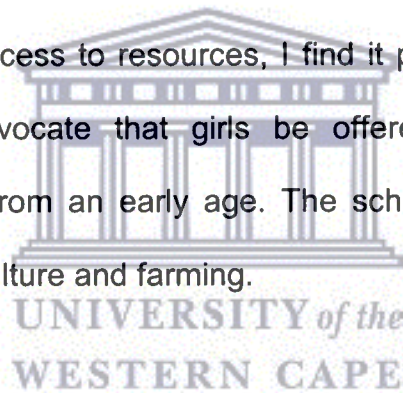 cess to resources, I find it p
vocate that girls be offere
rom an early age. The sch
lture and farming.
UNIVERSITY of the
WESTERN CAPE